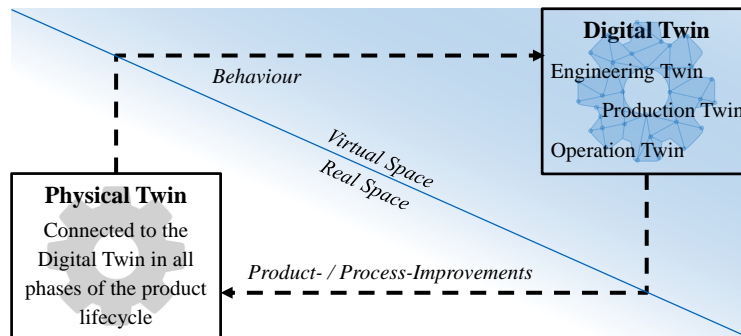 Digital Twin
Engineering Twin
Production Twin
Operation Twin
Behaviour
Virtual Space
Real Space
Physical Twin
Connected to the
Digital Twin in all
phases of the product
lifecycle
Product- / Process-Improvements